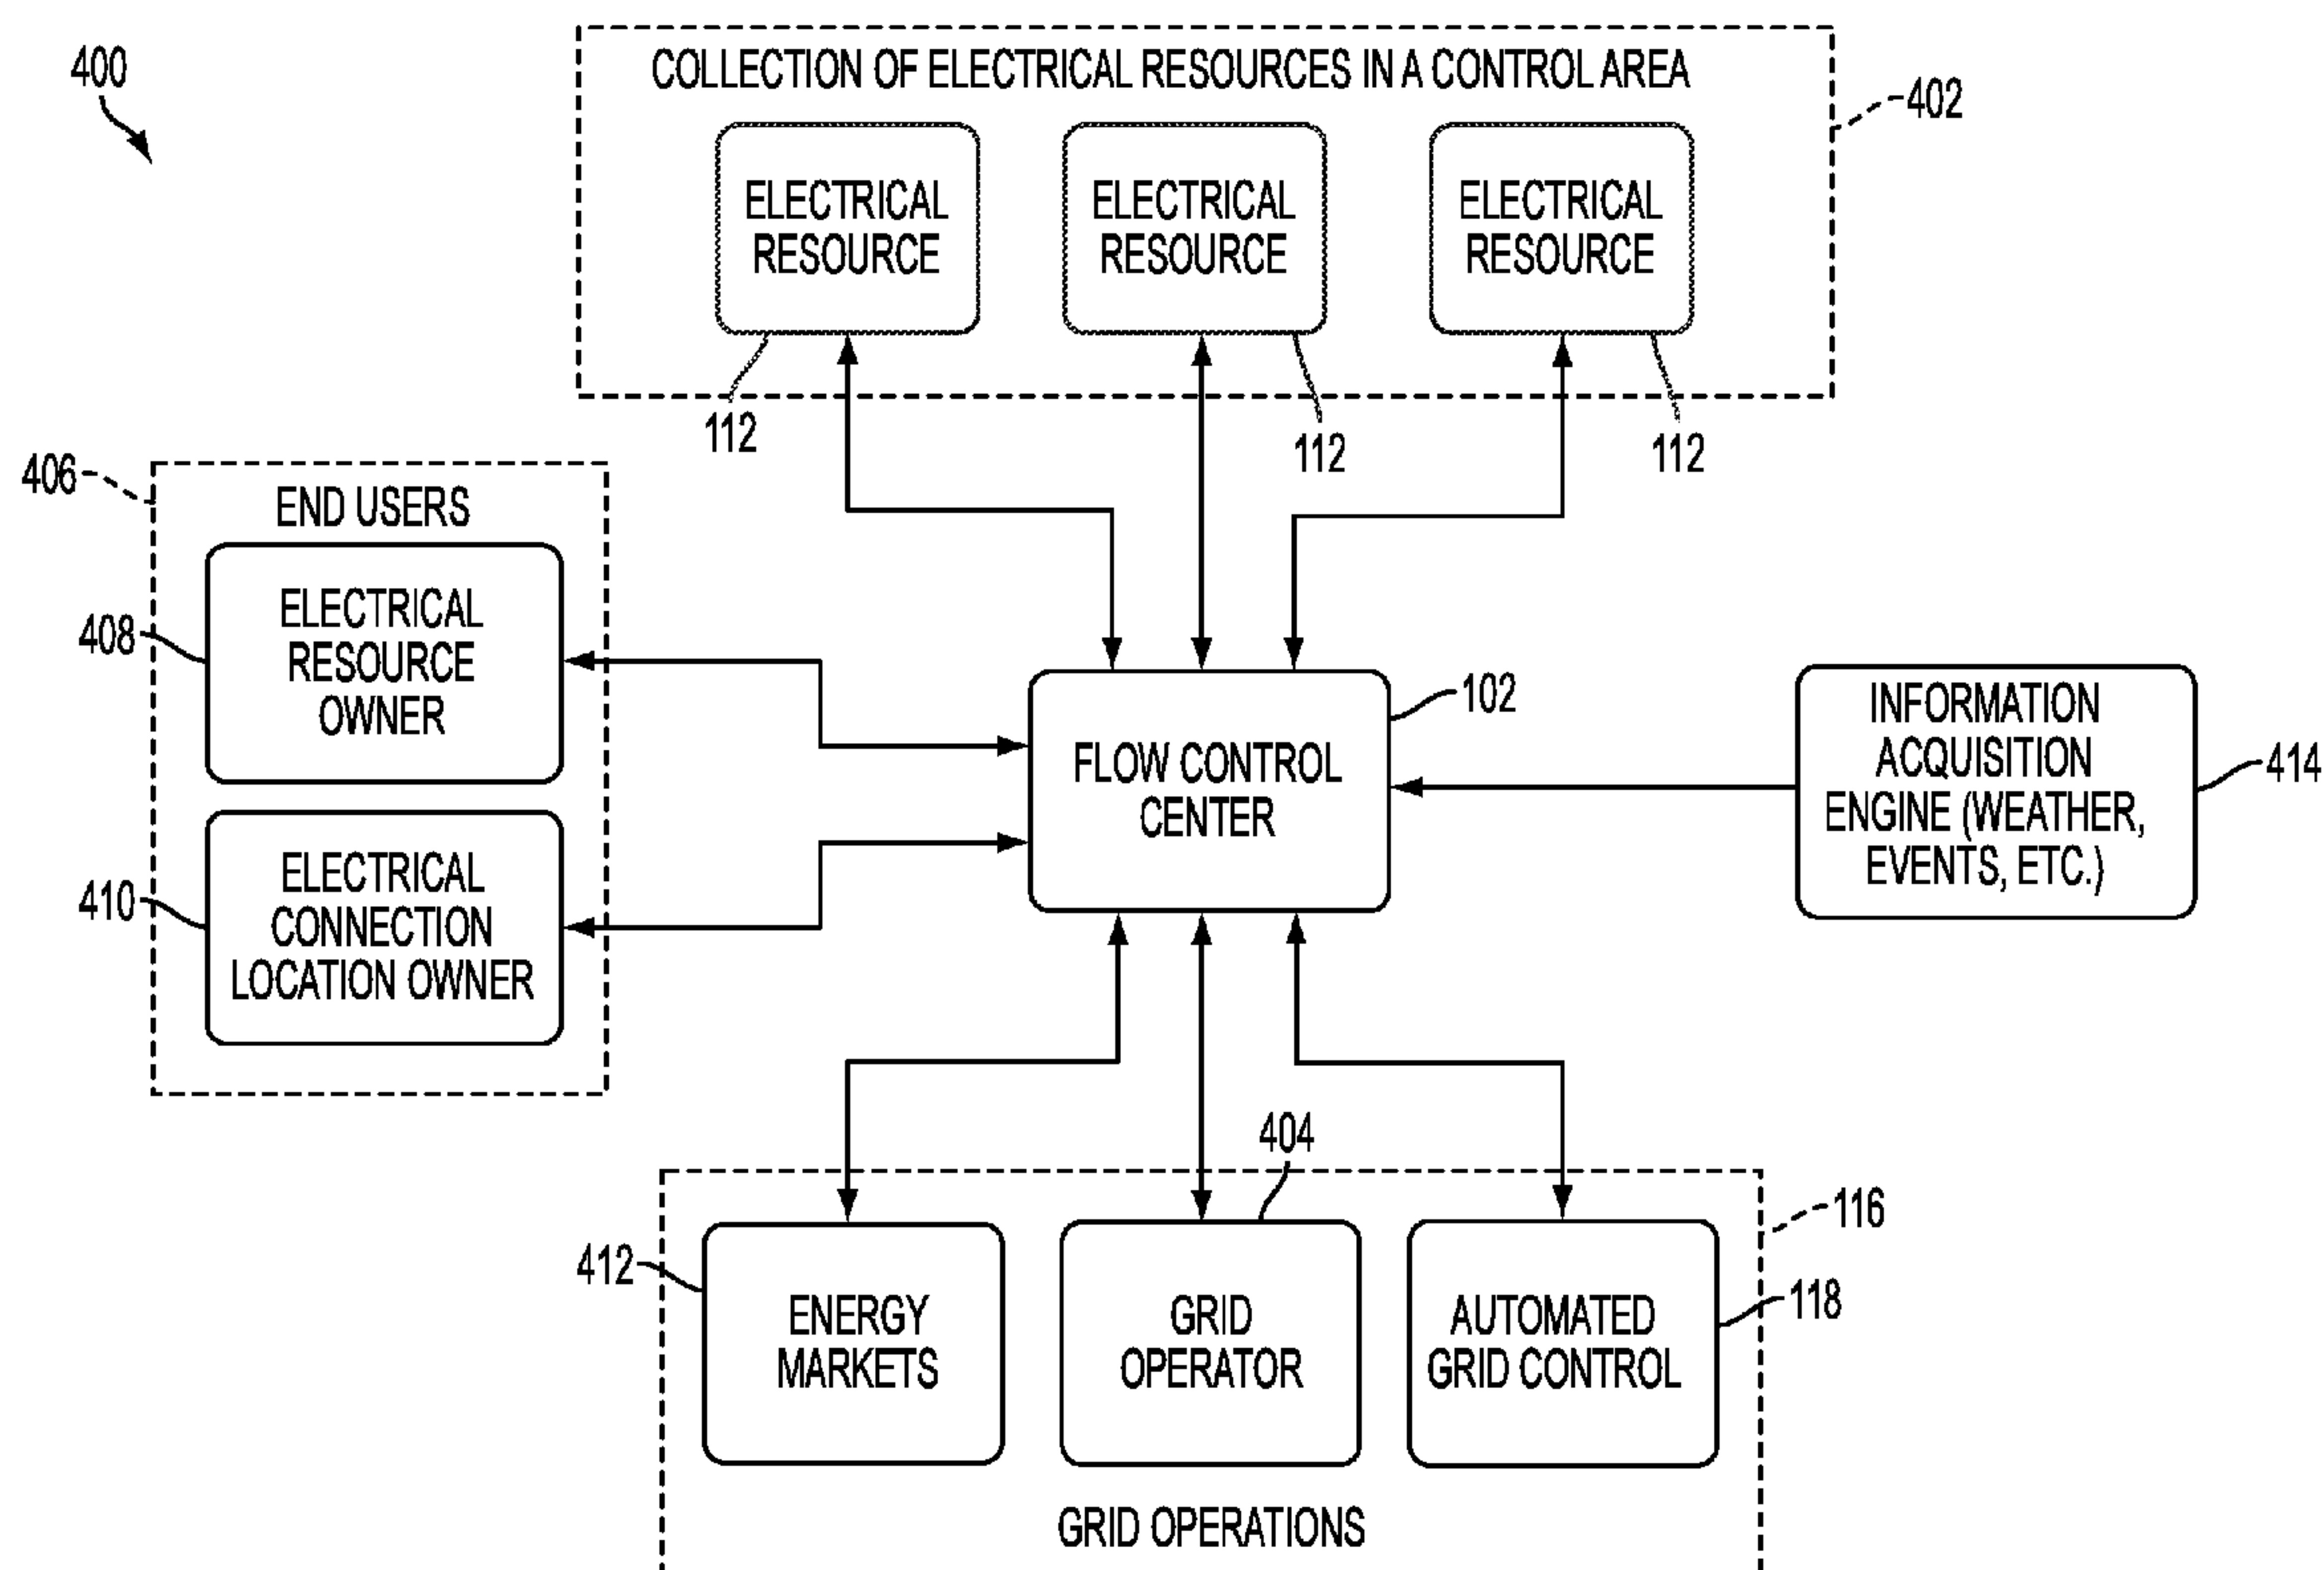 400
COLLECTION OF ELECTRICAL RESOURCES IN A CONTROL AREA
402
ELECTRICAL
RESOURCE
ELECTRICAL
RESOURCE
ELECTRICAL
RESOURCE
112
112
112
406
END USERS
408
ELECTRICAL
RESOURCE
OWNER
410
ELECTRICAL
CONNECTION
LOCATION OWNER
102
FLOW CONTROL
CENTER
INFORMATION
ACQUISITION
ENGINE (WEATHER,
EVENTS, ETC.)
414
404
116
412
ENERGY
MARKETS
GRID
OPERATOR
AUTOMATED
GRID CONTROL
118
GRID OPERATIONS